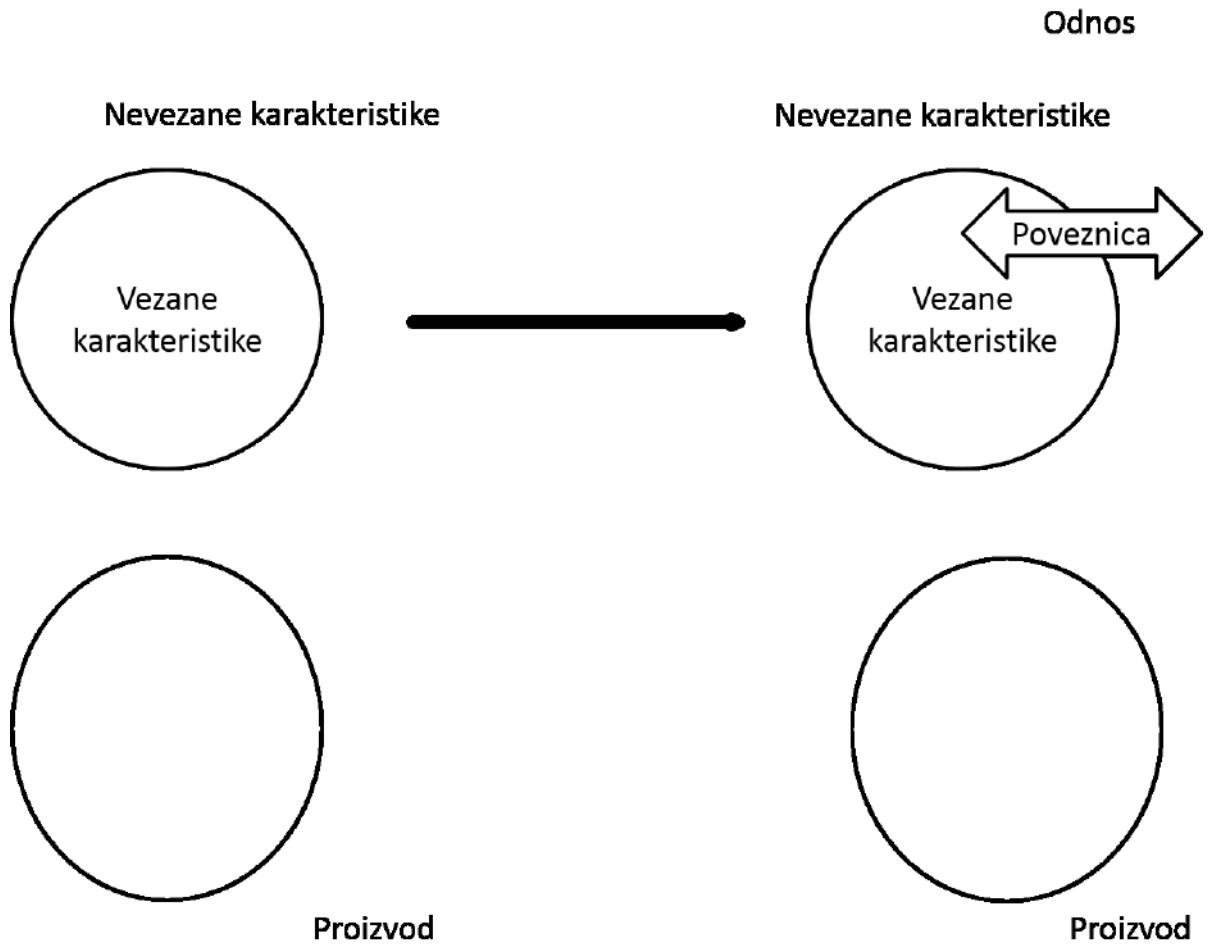 Odnos
Nevezane karakteristike
Nevezane karakteristike
Poveznica
Vezane
karakteristike
Vezane
karakteristike
Proizvod
Proizvod